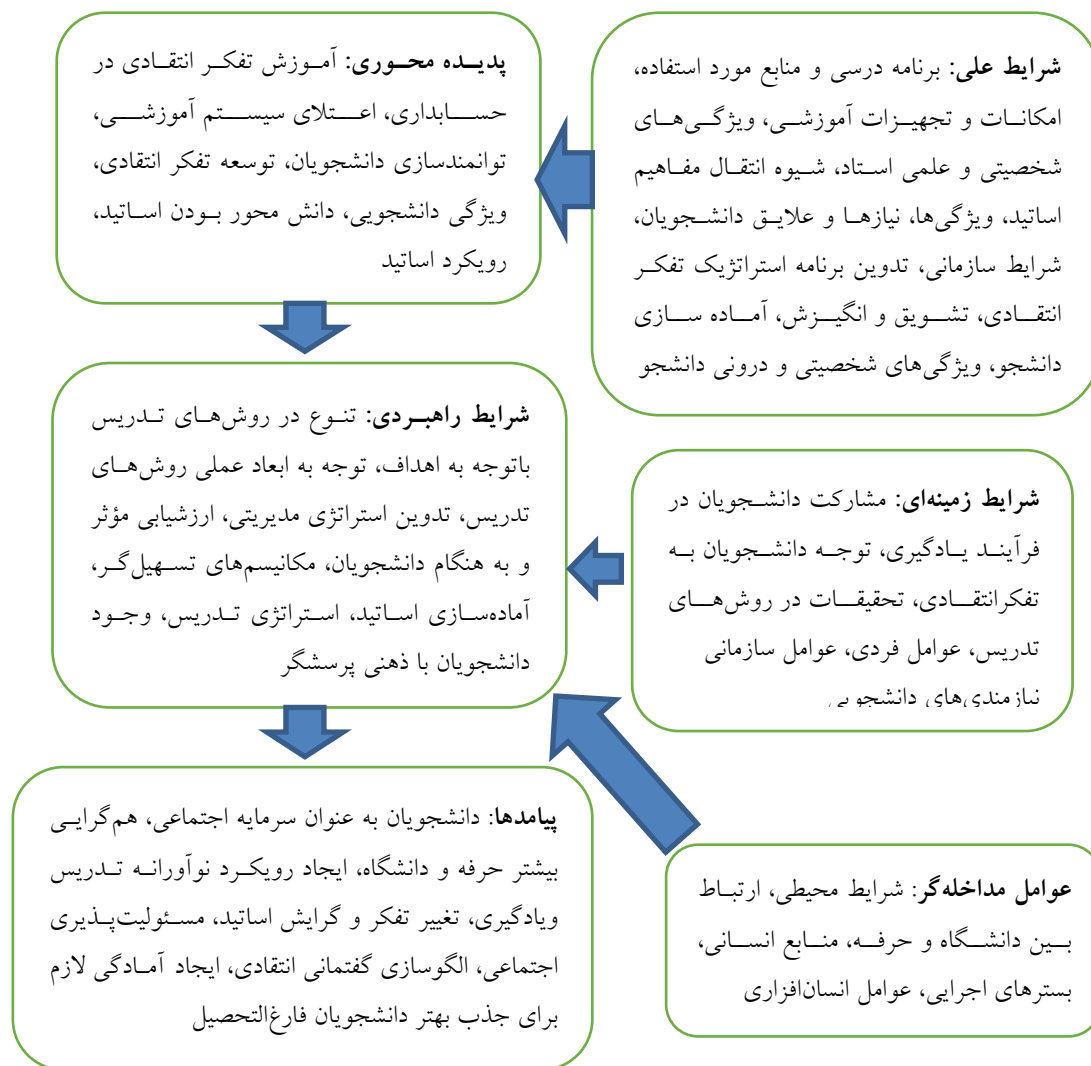 شرایط علی: برنامه درسی و منابع مورد استفاده،
امکانات و تجهیزات آموزشی، ویژگی‌های
شخصیتی و علمی استاد، شیوه انتقال مفاهیم
اساتید، ویژگی‌ها، نیازها و علایق دانشجویان،
شرایط سازمانی، تدوین برنامه استراتژیک تفکر
انتقادی، تشویق و انگیزش، آماده سازی
دانشجو، ویژگی‌های شخصیتی و درونی دانشجو
پدیده محوری: آموزش تفکر انتقادی در
حسابداری، اعتلای سیستم آموزشی،
توانمندسازی دانشجویان، توسعه تفکر انتقادی،
ویژگی دانشجویی، دانش محور بودن اساتید،
رویکرد اساتید
شرایط راهبردی: تنوع در روش‌های تدریس
باتوجه به اهداف، توجه به ابعاد عملی روش‌های
تدریس، تدوین استراتژی مدیریتی، ارزشیابی مؤثر
و به هنگام دانشجویان، مکانیسم‌های تسهیل‌گر،
آماده‌سازی اساتید، استراتژی تدریس، وجود
دانشجویان با ذهنی پرسشگر
شرایط زمینه‌ای: مشارکت دانشجویان در
فرآیند یادگیری، توجه دانشجویان به
تفکرانتقادی، تحقیقات در روش‌های
تدریس، عوامل فردی، عوامل سازمانی
نیازمندی‌های دانشجویی
پیامدها: دانشجویان به عنوان سرمایه اجتماعی، هم‌گرایی
بیشتر حرفه و دانشگاه، ایجاد رویکرد نوآورانه تدریس
ویادگیری، تغییر تفکر و گرایش اساتید، مسئولیت‌پذیری
اجتماعی، الگوسازی گفتمانی انتقادی، ایجاد آمادگی لازم
برای جذب بهتر دانشجویان فارغ‌التحصیل
عوامل مداخله‌گر: شرایط محیطی، ارتباط
بین دانشگاه و حرفه، منابع انسانی،
بسترهای اجرایی، عوامل انسان‌افزاری